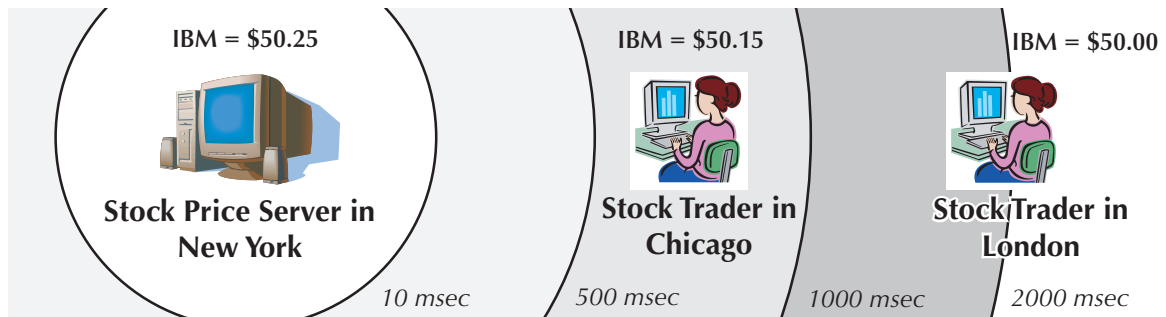 IBM = $50.25
IBM = $50.15
IBM = $50.00
Stock Price Server in
New York
Stock Trader in
Chicago
Stock Trader in
London
10 msec
500 msec
1000 msec
2000 msec